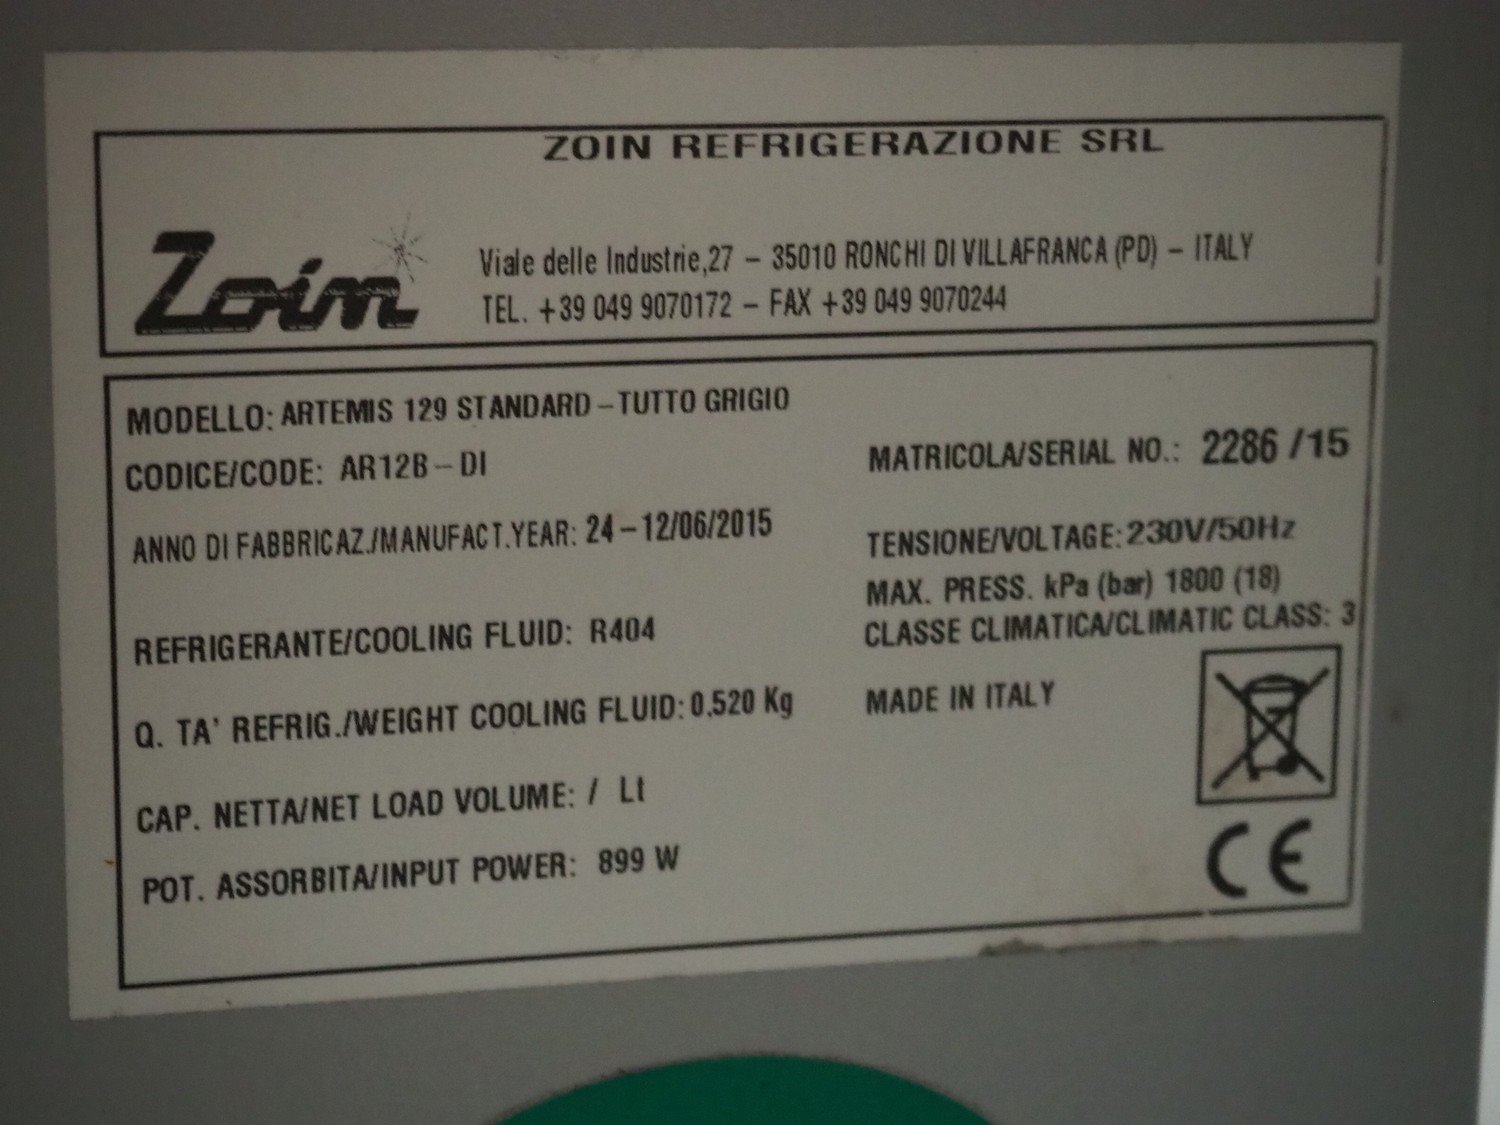 ZOIN REFRIGERAZIONE SRL
Zoin
Viale delle Industrie,27 – 35010 RONCHI DI VILLAFRANCA (PD) – ITALY
TEL. +39 049 9070172 – FAX +39 049 9070244
MODELLO: ARTEMIS 129 STANDARD – TUTTO GRIGIO
CODICE/CODE: AR12B – DI
MATRICOLA/SERIAL NO.: 2286 /15
ANNO DI FABBRICAZ./MANUFACT.YEAR: 24 – 12/06/2015
TENSIONE/VOLTAGE: 230V/50Hz
MAX. PRESS. kPa (bar) 1800 (18)
REFRIGERANTE/COOLING FLUID: R404
CLASSE CLIMATICA/CLIMATIC CLASS: 3
Q. TA' REFRIG./WEIGHT COOLING FLUID: 0.520 Kg
MADE IN ITALY
CAP. NETTA/NET LOAD VOLUME: / Lt
POT. ASSORBITA/INPUT POWER: 899 W
CE